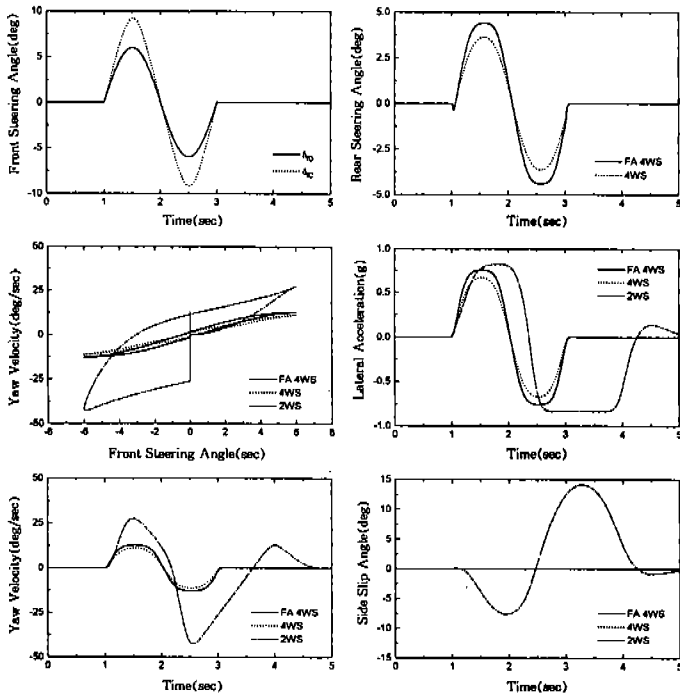 Front Steering Angle(deg)
10
5
0
-5
-10
0 1 2 3 4 5
Time(sec)
Rear Steering Angle(deg)
5.0
2.5
0.0
-2.5
-5.0
FA 4WS
4WS
0 1 2 3 4 5
Time(sec)
Yaw Velocity(deg/sec)
50
25
0
-25
-50
FA 4WS
4WS
2WS
-8 -6 -4 -2 0 2 4 6 8
Front Steering Angle(sec)
Lateral Acceleration(g)
1.0
0.5
0.0
-0.5
-1.0
FA 4WS
4WS
2WS
0 1 2 3 4 5
Time(sec)
Yaw Velocity(deg/sec)
50
25
0
-25
-50
FA 4WS
4WS
2WS
0 1 2 3 4 5
Time(sec)
Side Slip Angle(deg)
15
10
5
0
-5
-10
-15
FA 4WS
4WS
2WS
0 1 2 3 4 5
Time(sec)